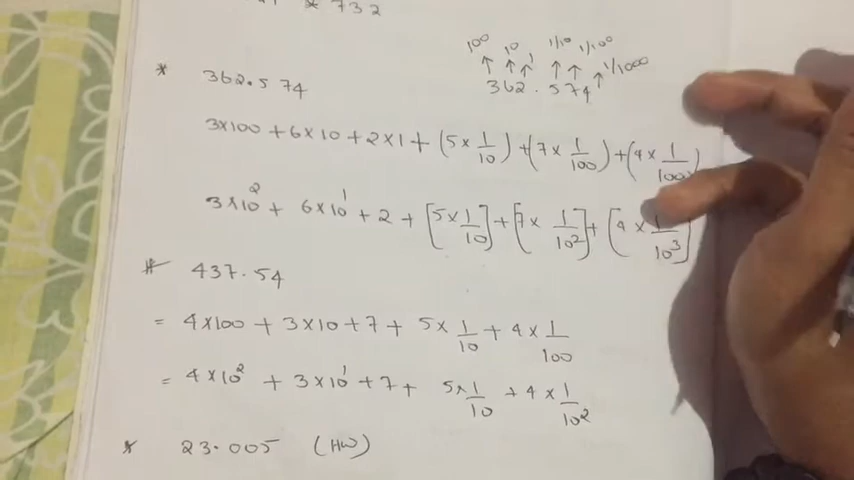 * 732
100 10 1 1/10 1/100 1/1000
↑ ↑ ↑ ↑ ↑ ↑
* 362.574 362.574
3×100 + 6×10 + 2×1 + (5× 1/10) + (7× 1/100) + (4× 1/1000)
3×10² + 6×10¹ + 2 + [5×1/10] + [7× 1/10²] + [4× 1/10³]
* 437.54
= 4×100 + 3×10 + 7 + 5× 1/10 + 4× 1/100
= 4×10² + 3×10¹ + 7 + 5×1/10 + 4× 1/10²
* 23.005 (HW)